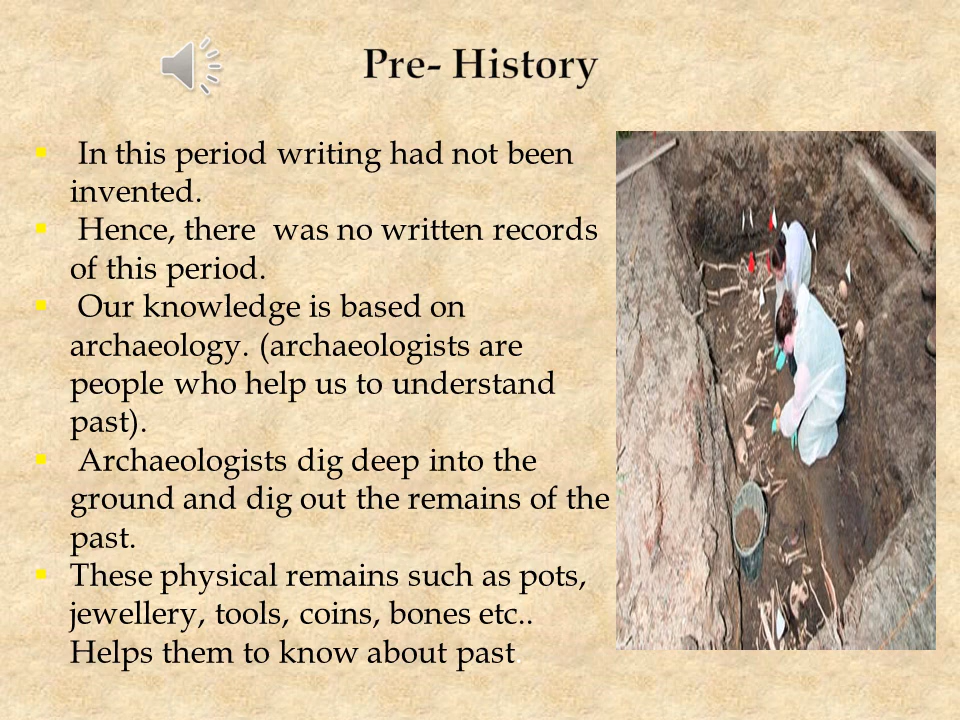 Pre- History
In this period writing had not been
invented.
Hence, there was no written records
of this period.
Our knowledge is based on
archaeology. (archaeologists are
people who help us to understand
past).
Archaeologists dig deep into the
ground and dig out the remains of the
past.
These physical remains such as pots,
jewellery, tools, coins, bones etc..
Helps them to know about past.